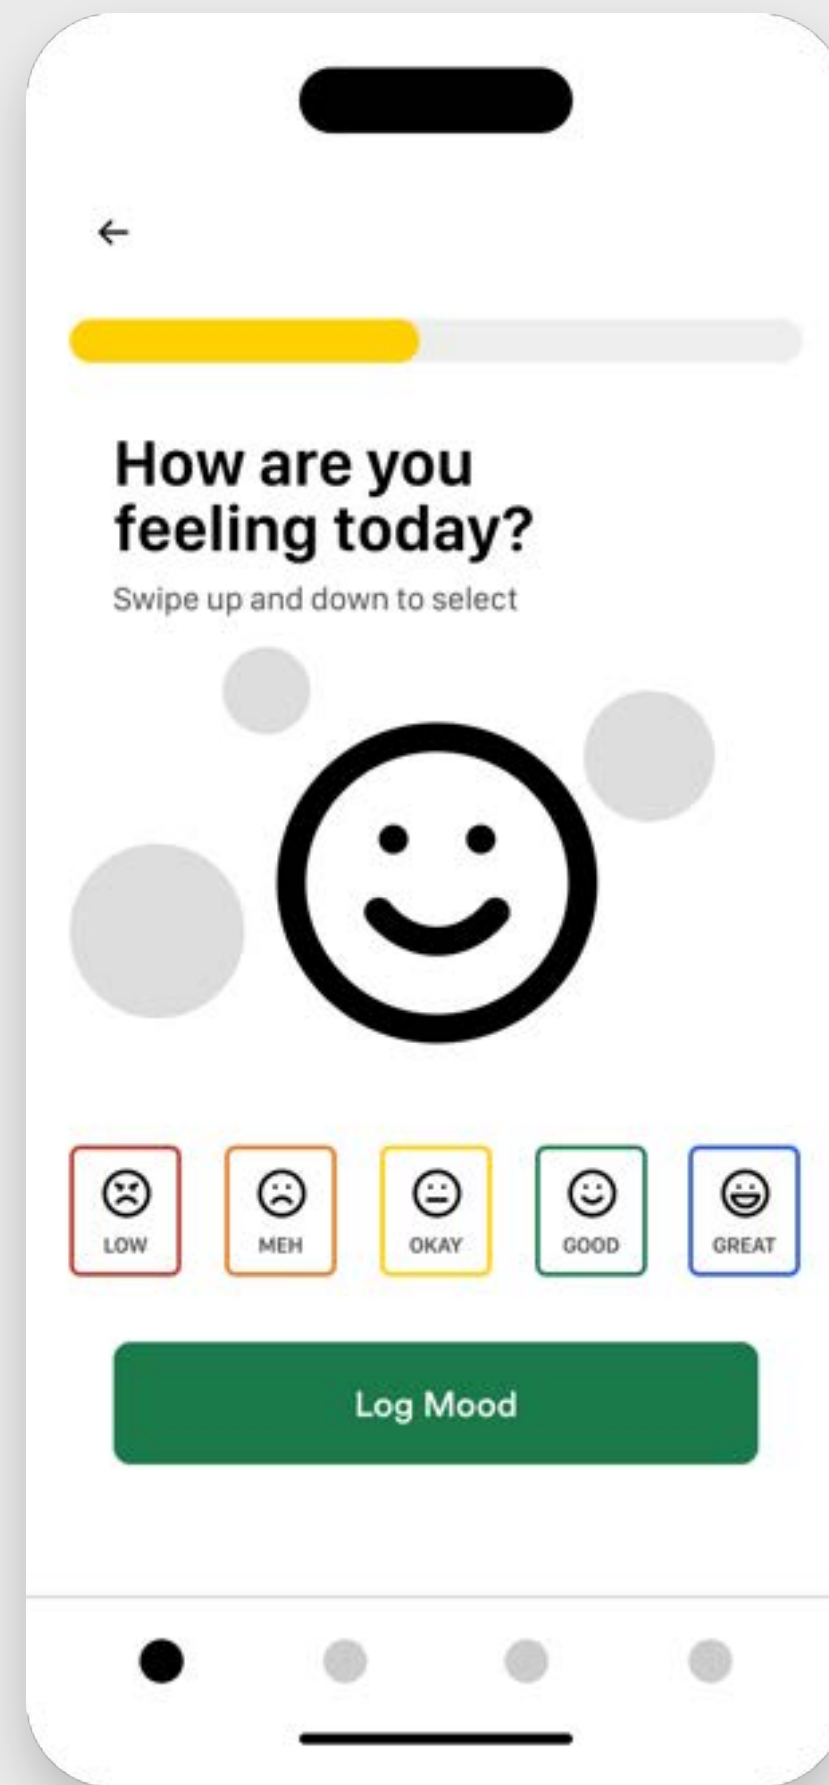 How are you
feeling today?
Swipe up and down to select
LOW
MEH
OKAY
GOOD
GREAT
Log Mood